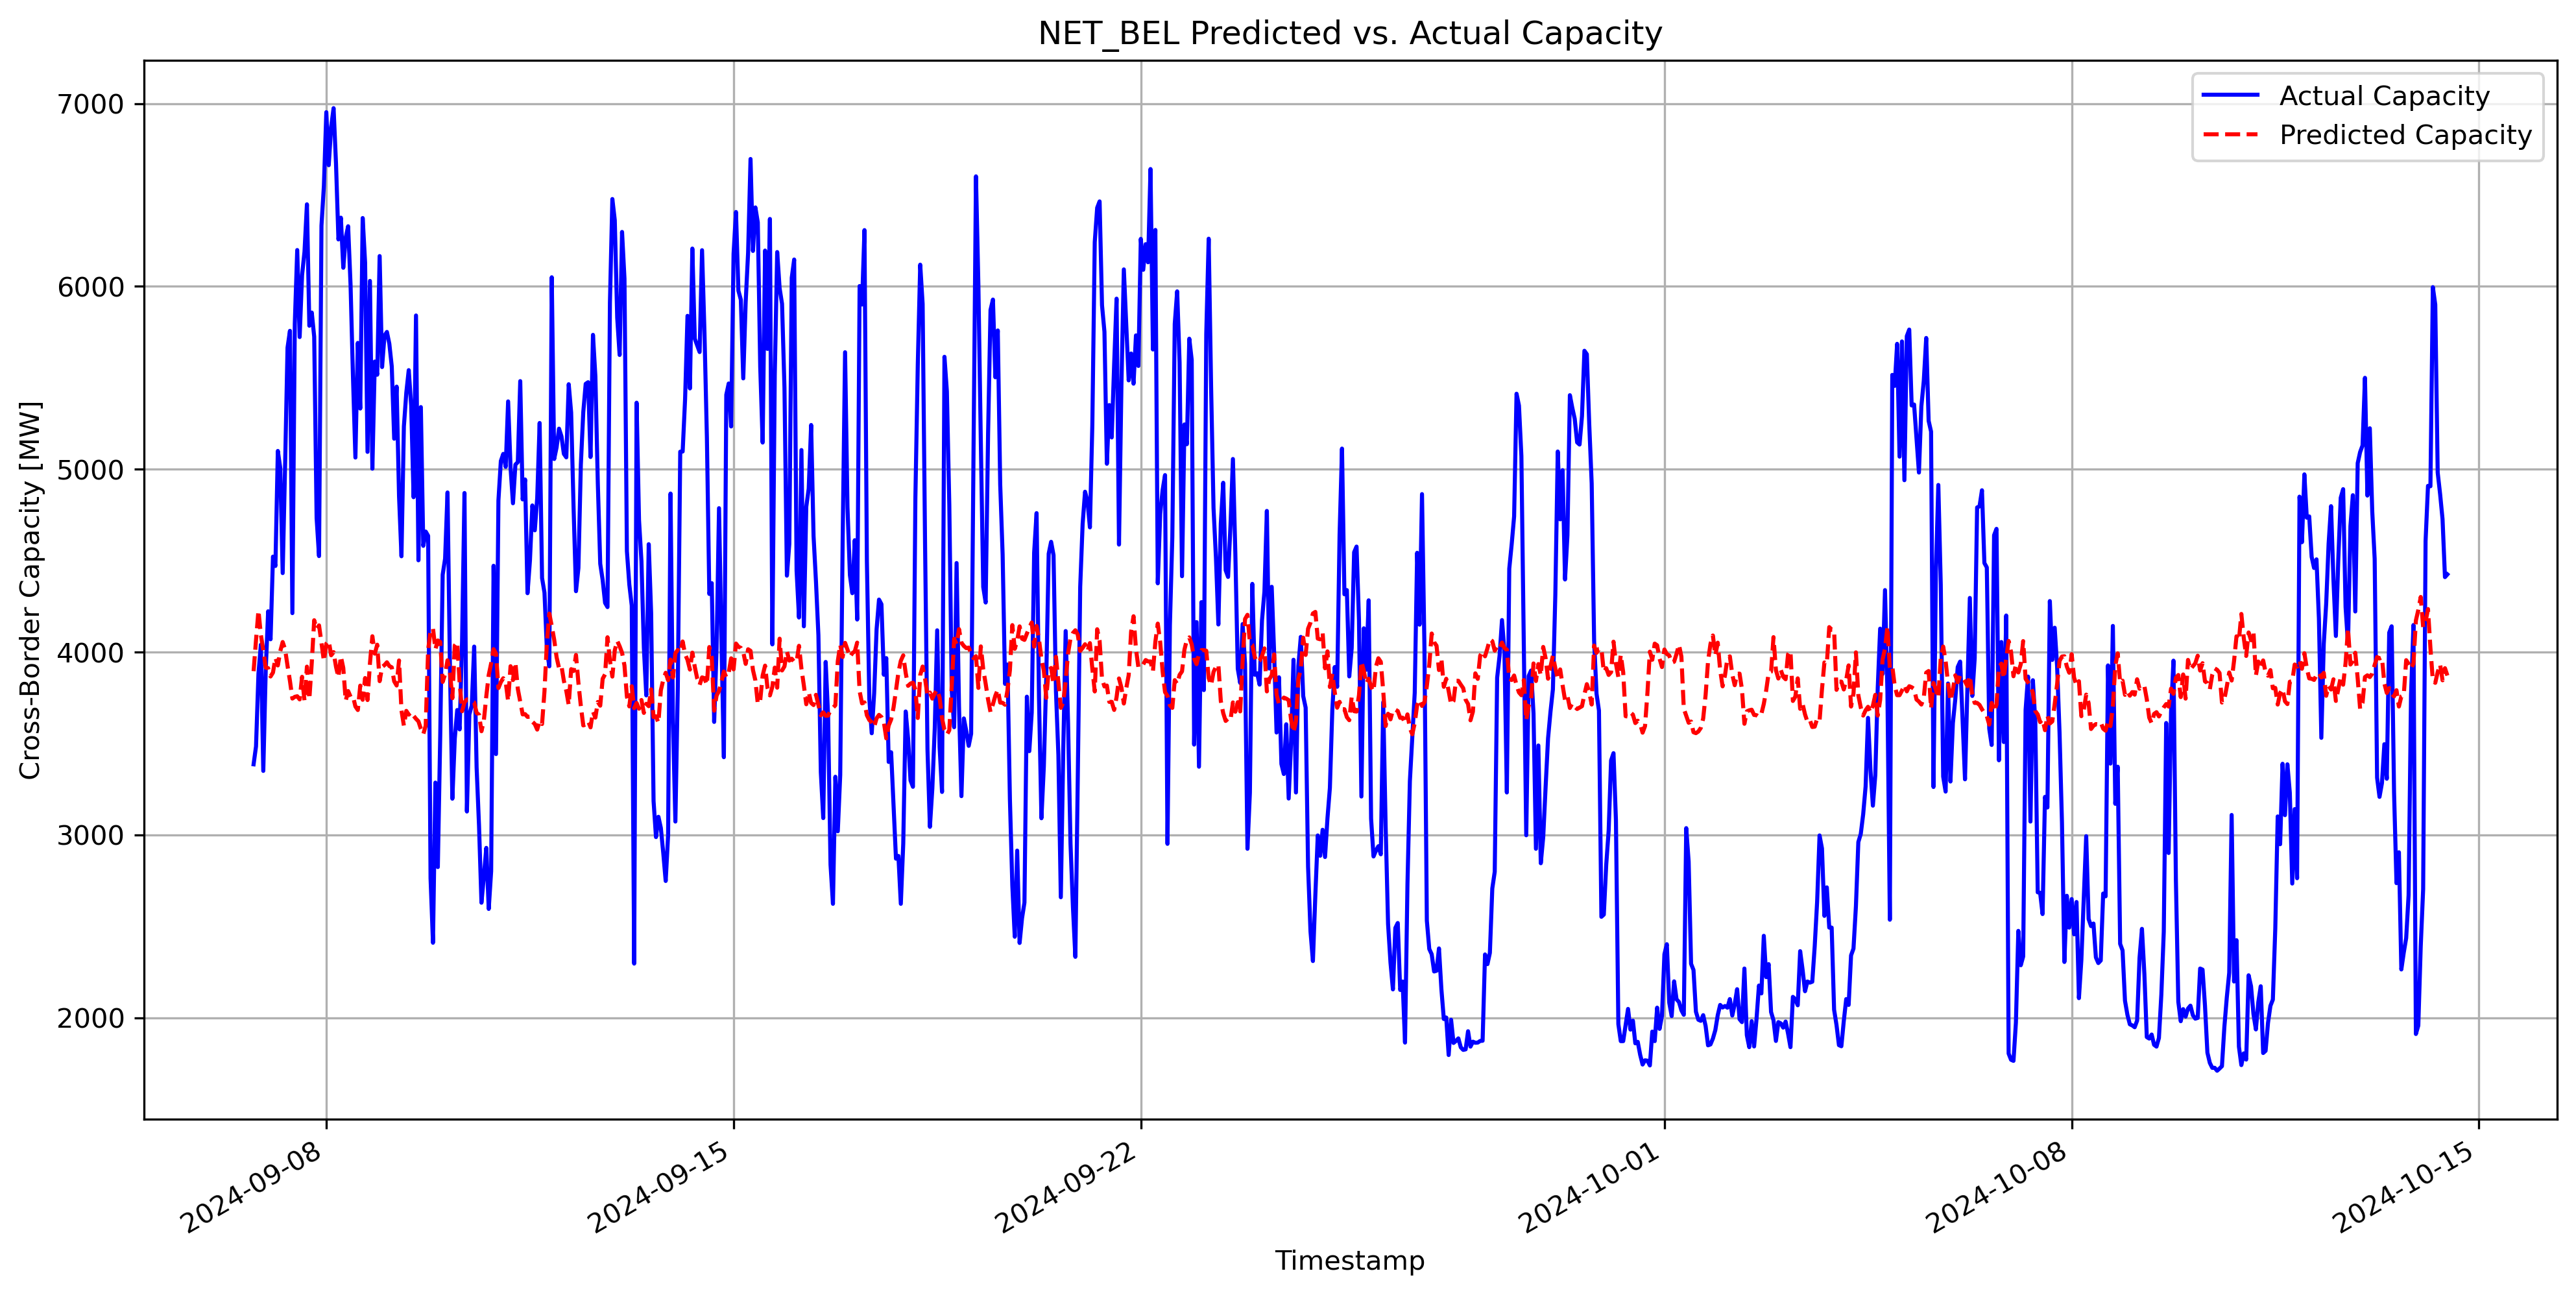 NET_BEL Predicted vs. Actual Capacity
Actual Capacity
Predicted Capacity
Cross-Border Capacity [MW]
7000
6000
5000
4000
3000
2000
2024-09-08
2024-09-15
2024-09-22
2024-10-01
2024-10-08
2024-10-15
Timestamp